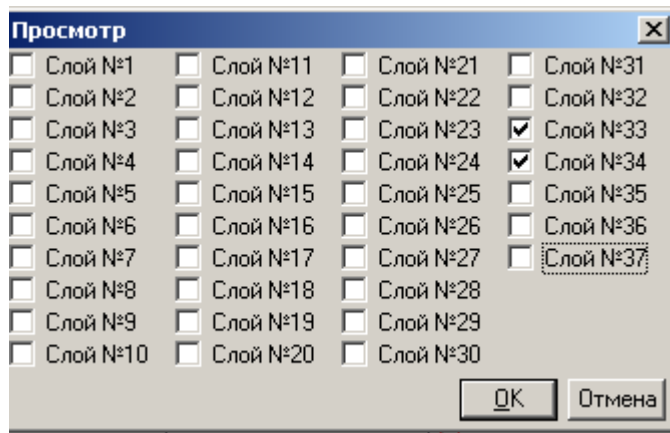 Просмотр
Слой №1 Слой №11 Слой №21 Слой №31
Слой №2 Слой №12 Слой №22 Слой №32
Слой №3 Слой №13 Слой №23 Слой №33
Слой №4 Слой №14 Слой №24 Слой №34
Слой №5 Слой №15 Слой №25 Слой №35
Слой №6 Слой №16 Слой №26 Слой №36
Слой №7 Слой №17 Слой №27 Слой №37
Слой №8 Слой №18 Слой №28
Слой №9 Слой №19 Слой №29
Слой №10 Слой №20 Слой №30
OK Отмена